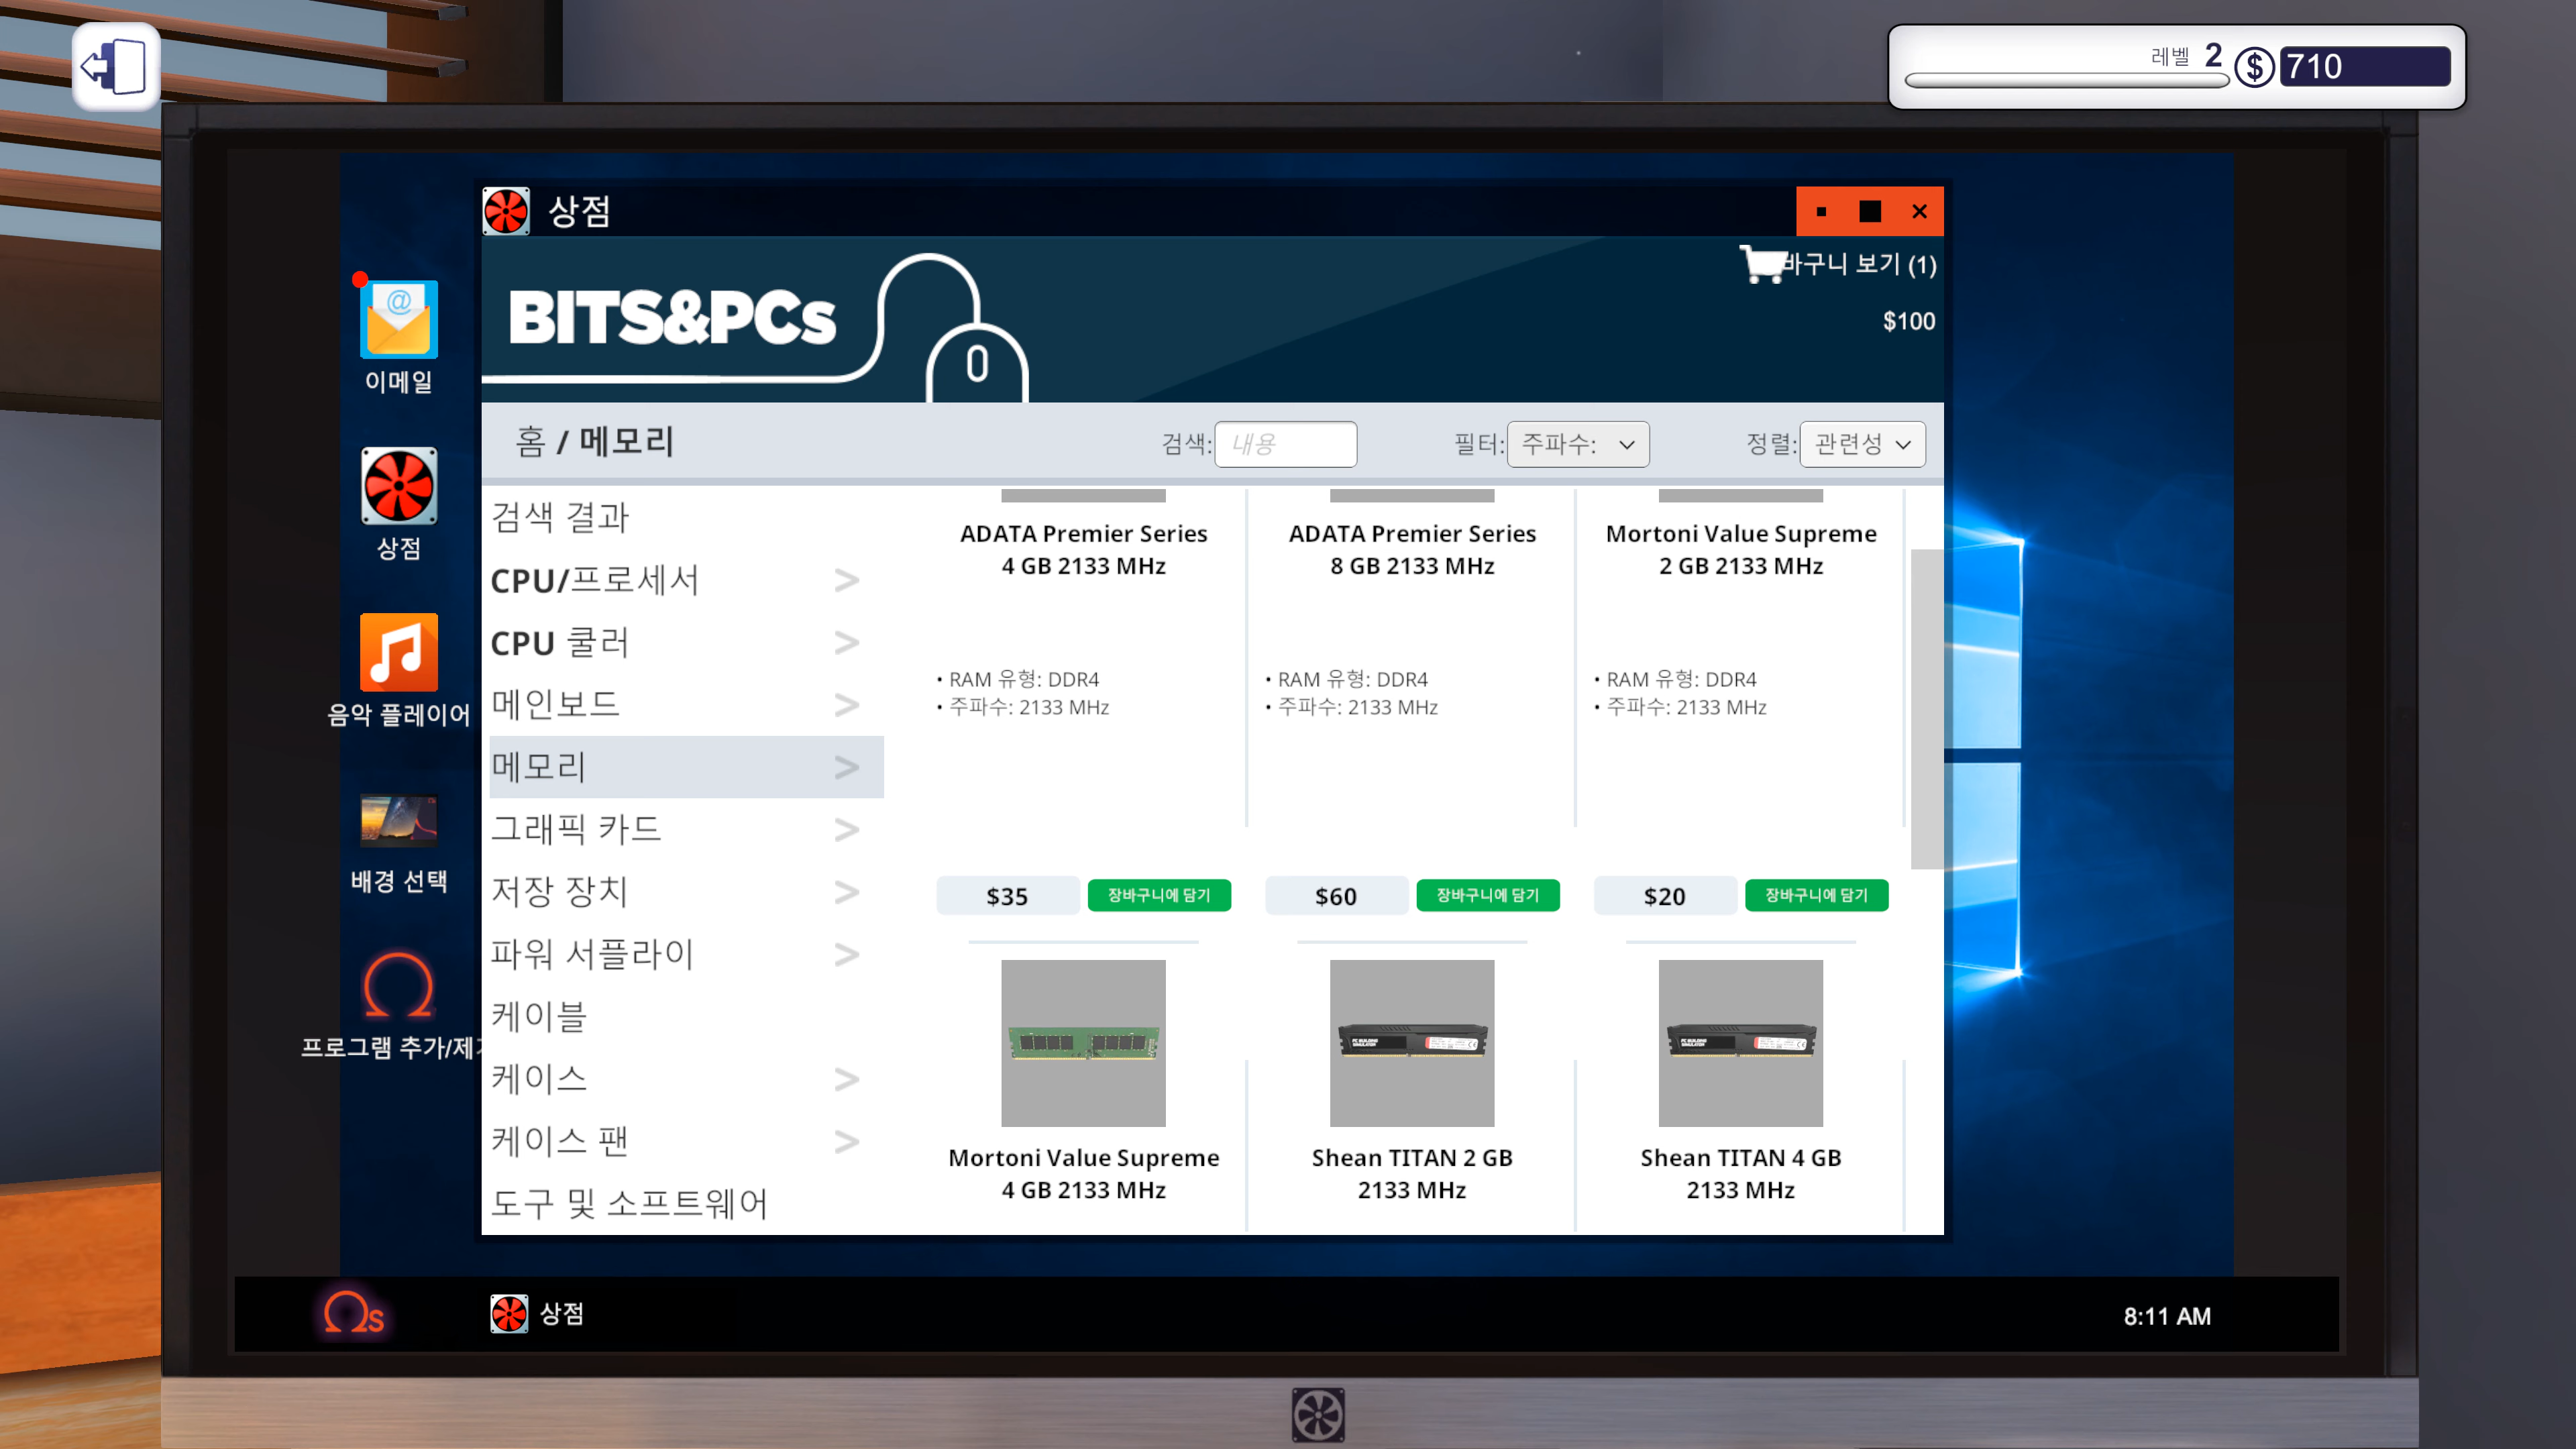 레벨 2 $ 710
상점
BITS&PCs
바구니 보기 (1)
$100
홈 / 메모리
검색: 내용
필터: 주파수:
정렬: 관련성
이메일
상점
음악 플레이어
배경 선택
프로그램 추가/제
검색 결과
CPU/프로세서 >
CPU 쿨러 >
메인보드 >
메모리 >
그래픽 카드 >
저장 장치 >
파워 서플라이 >
케이블
케이스 >
케이스 팬 >
도구 및 소프트웨어
ADATA Premier Series
4 GB 2133 MHz
• RAM 유형: DDR4
• 주파수: 2133 MHz
$35 장바구니에 담기
ADATA Premier Series
8 GB 2133 MHz
• RAM 유형: DDR4
• 주파수: 2133 MHz
$60 장바구니에 담기
Mortoni Value Supreme
2 GB 2133 MHz
• RAM 유형: DDR4
• 주파수: 2133 MHz
$20 장바구니에 담기
Mortoni Value Supreme
4 GB 2133 MHz
Shean TITAN 2 GB
2133 MHz
Shean TITAN 4 GB
2133 MHz
Ωs
상점
8:11 AM